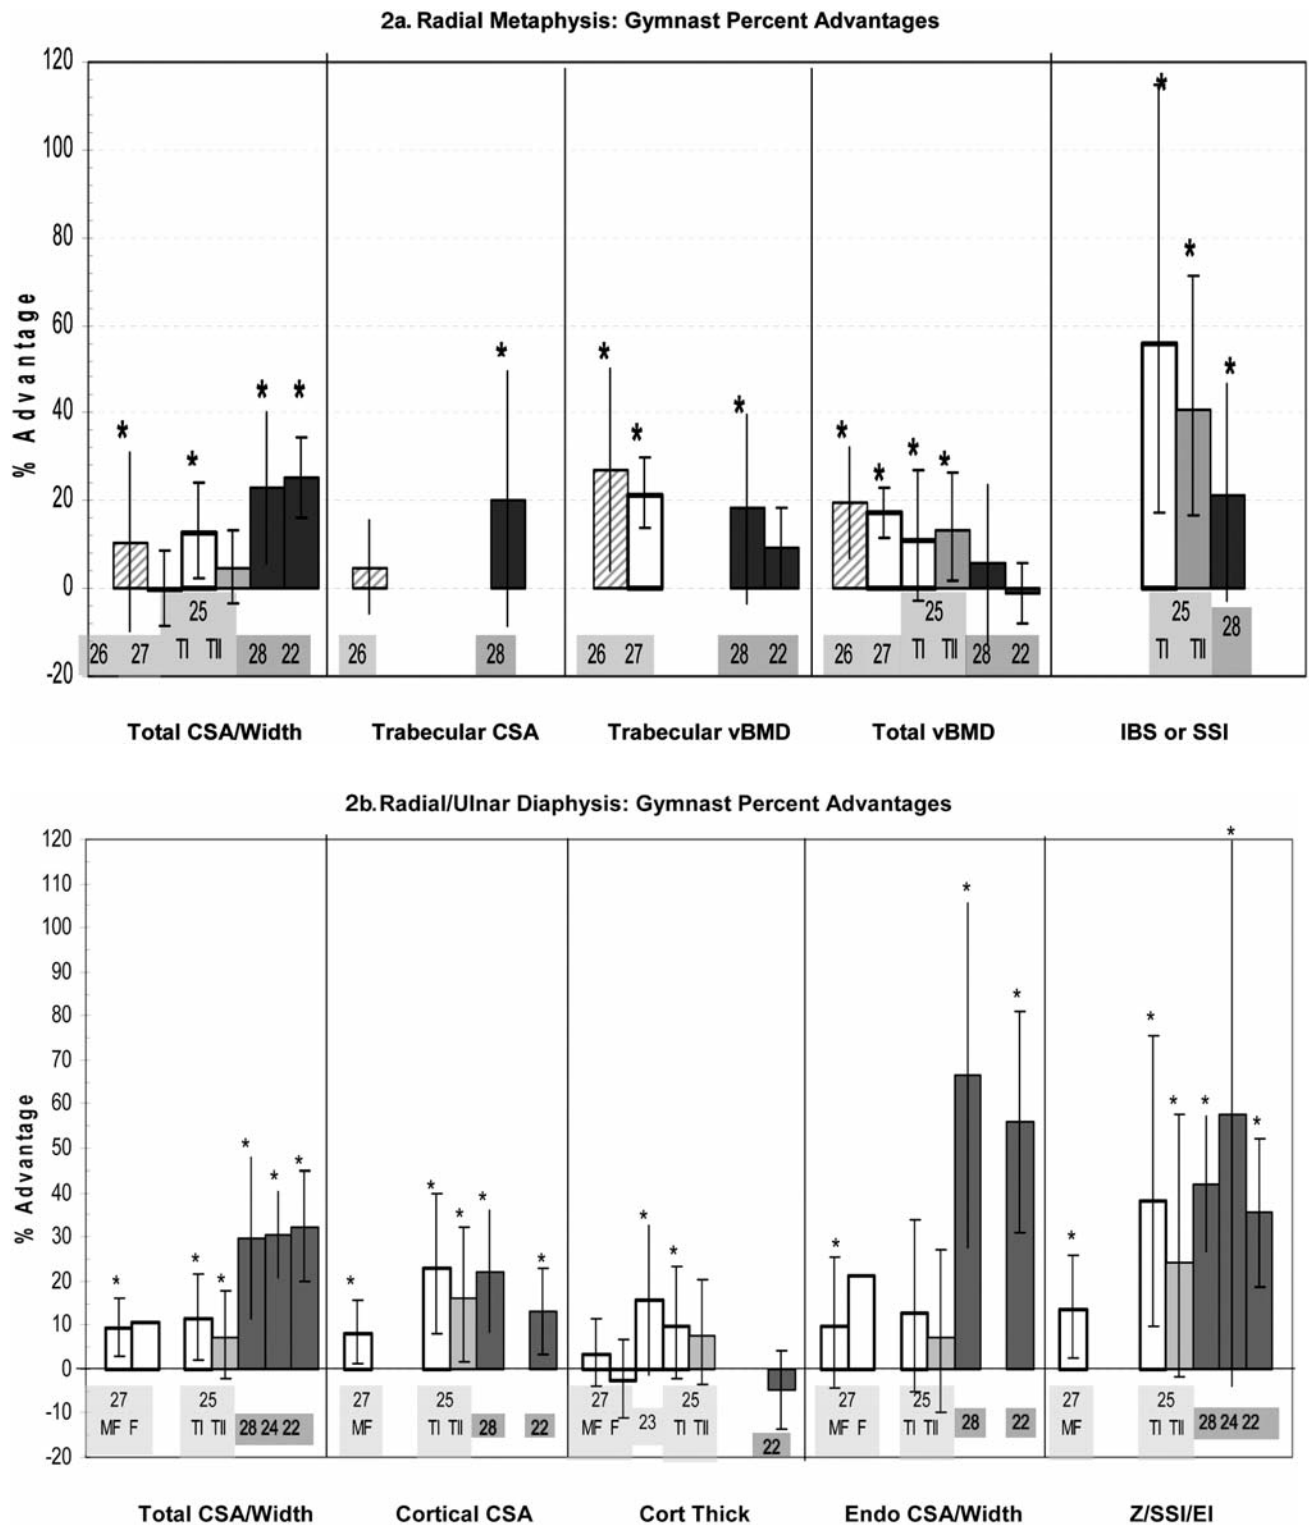 2a. Radial Metaphysis: Gymnast Percent Advantages
120
100
80
60
40
20
0
-20
% Advantage
* * * *
*
* * *
* * * *
* * *
26 27 25 TI TII 28 22
26 28
26 27 28 22
26 27 25 TI TII 28 22
25 TI TII 28
Total CSA/Width Trabecular CSA Trabecular vBMD Total vBMD IBS or SSI
2b. Radial/Ulnar Diaphysis: Gymnast Percent Advantages
120
110
100
90
80
70
60
50
40
30
20
10
0
-10
-20
% Advantage
* * * * * *
* * * * *
* *
* * *
* * * * * *
27 MF F 25 TI TII 28 24 22
27 MF 25 TI TII 28 22
27 MF F 23 25 TI TII 22
27 MF F 25 TI TII 28 22
27 MF 25 TI TII 28 24 22
Total CSA/Width Cortical CSA Cort Thick Endo CSA/Width Z/SSI/EI